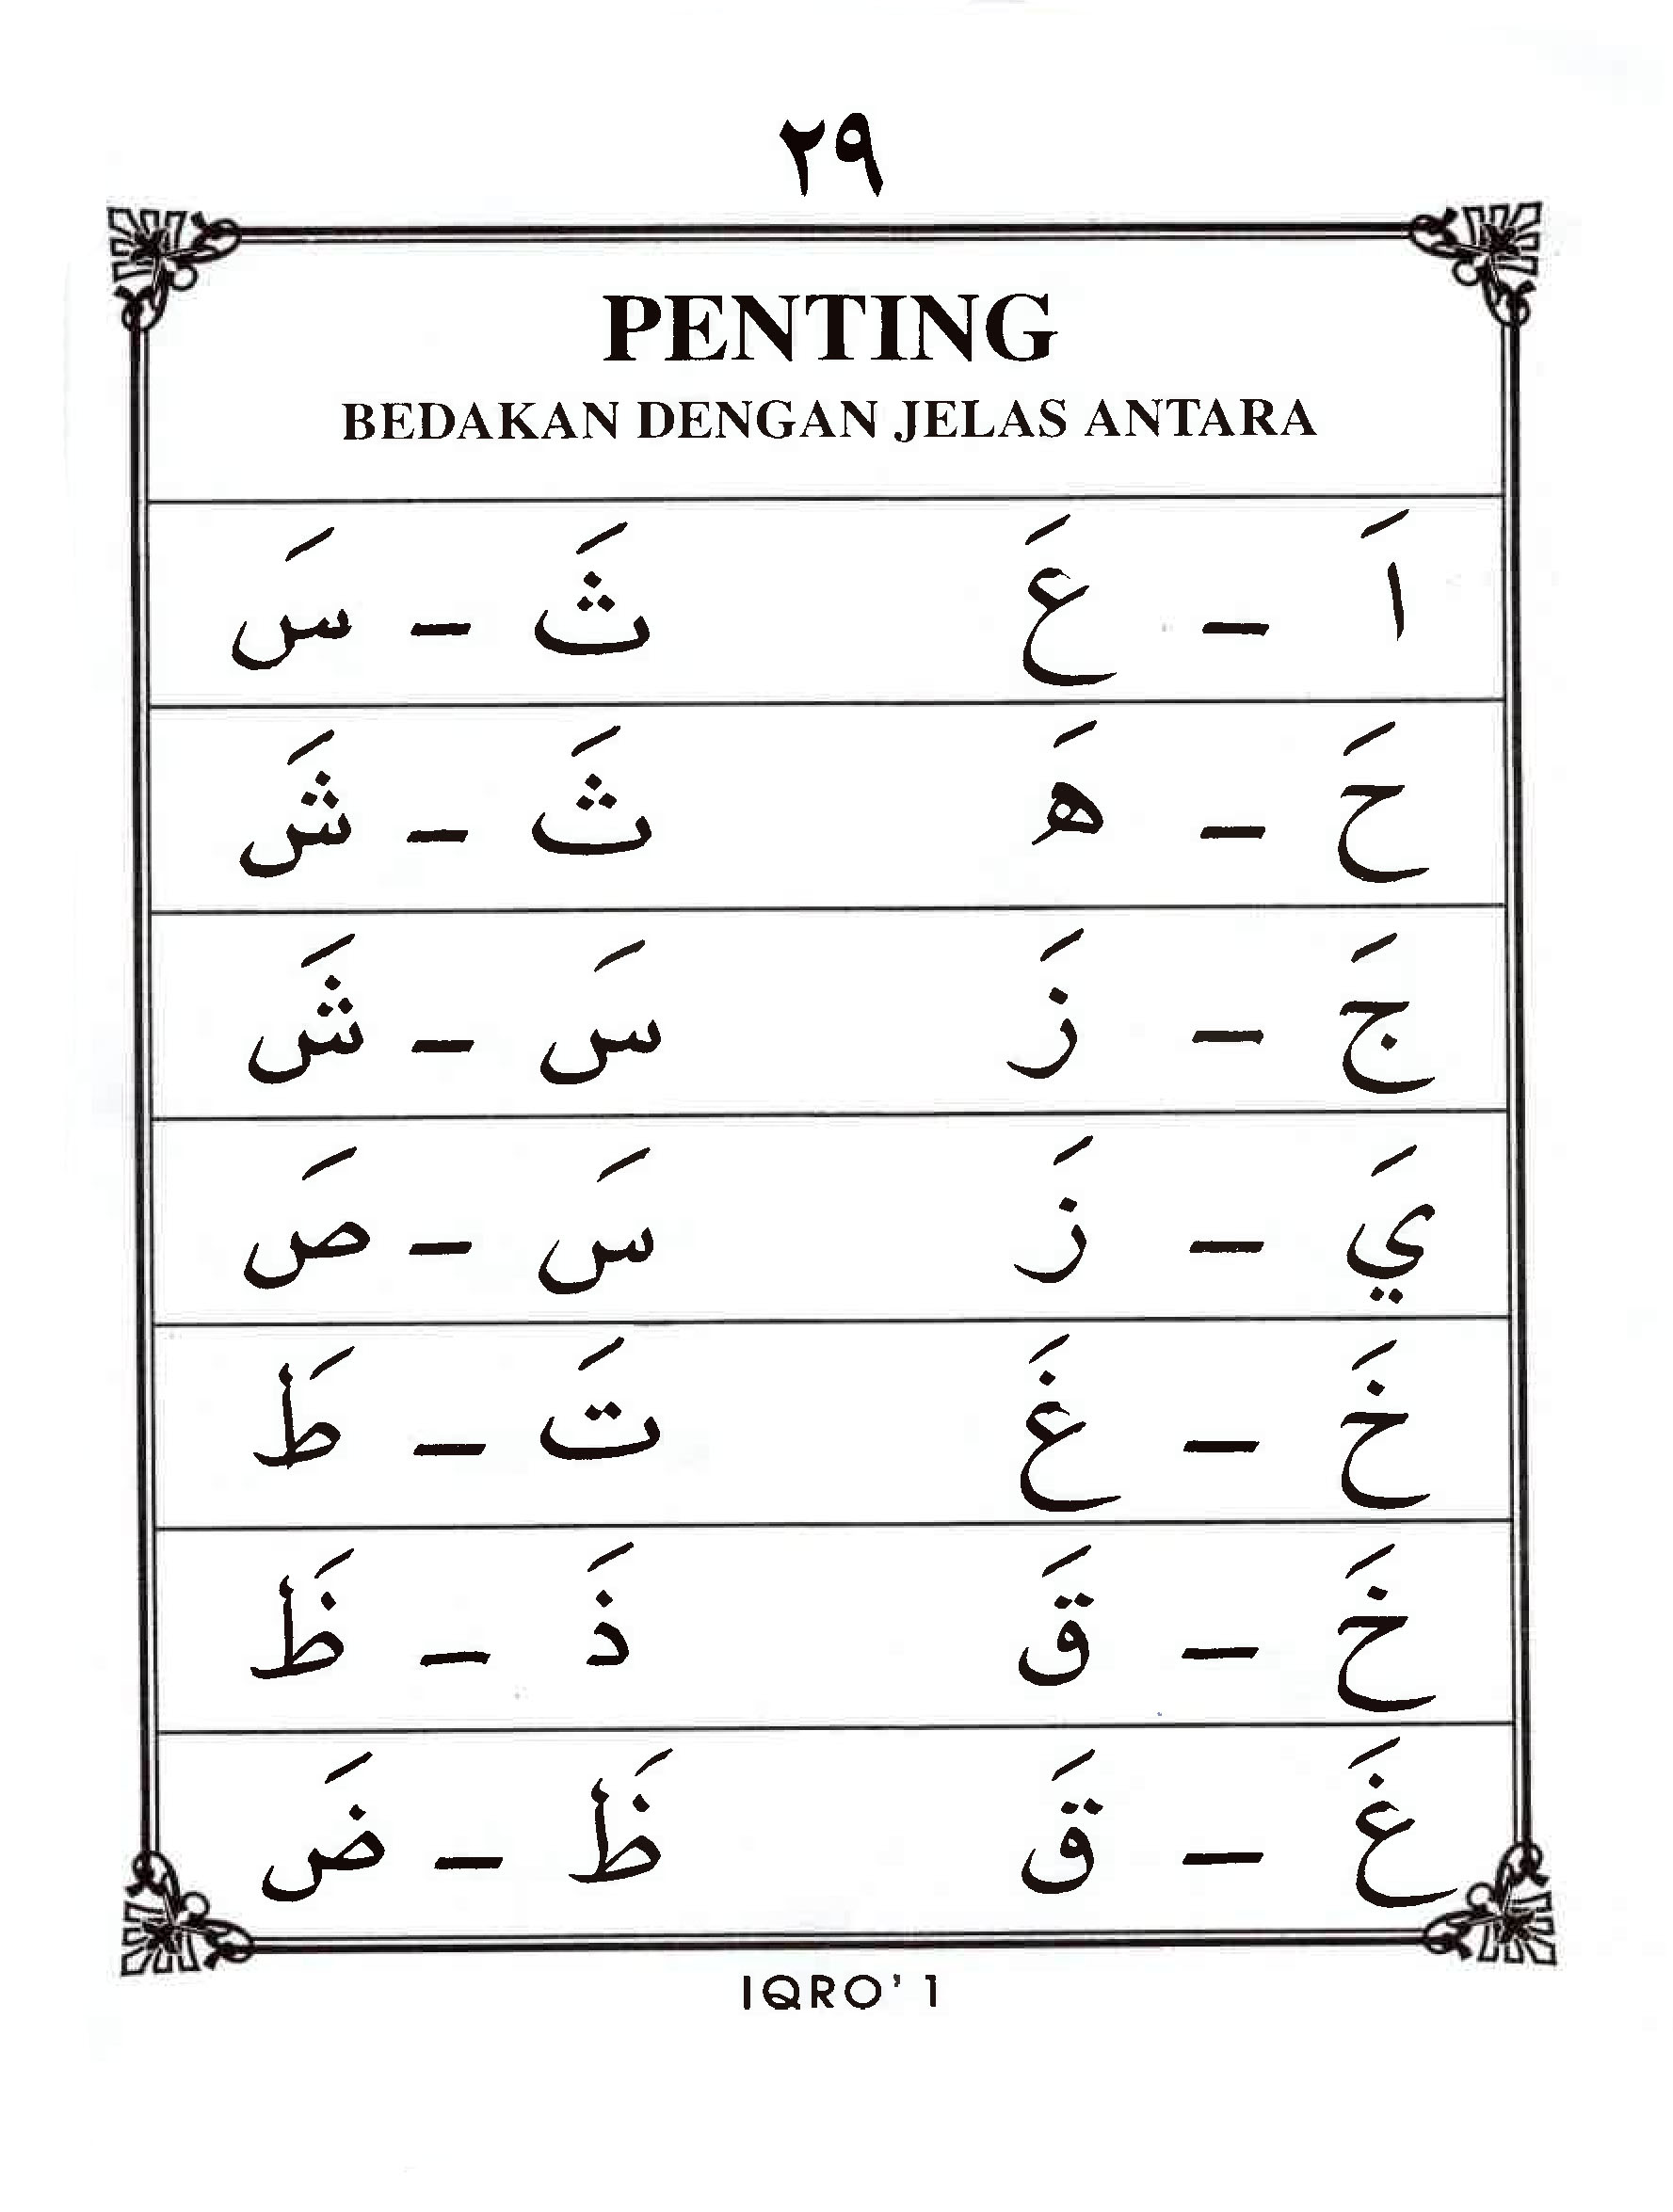 ٢٩
PENTING
BEDAKAN DENGAN JELAS ANTARA
اَ – عَ ثَ – سَ
حَ – هَ ثَ – شَ
جَ – زَ سَ – شَ
يَ – زَ سَ – صَ
خَ – غَ تَ – طَ
خَ – قَ ذَ – ظَ
غَ – قَ ظَ – ضَ
IQRO' 1